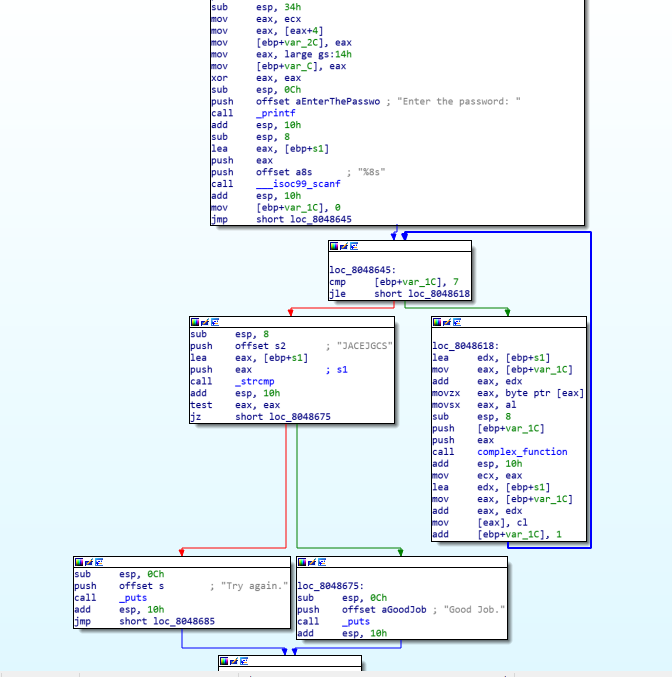 sub esp, 34h
mov eax, ecx
mov eax, [eax+4]
mov [ebp+var_2C], eax
mov eax, large gs:14h
mov [ebp+var_C], eax
xor eax, eax
sub esp, 0Ch
push offset aEnterThePasswo ; "Enter the password: "
call _printf
add esp, 10h
sub esp, 8
lea eax, [ebp+s1]
push eax
push offset a8s ; "%8s"
call ___isoc99_scanf
add esp, 10h
mov [ebp+var_1C], 0
jmp short loc_8048645
loc_8048645:
cmp [ebp+var_1C], 7
jle short loc_8048618
sub esp, 8
push offset s2 ; "JACEJGCS"
lea eax, [ebp+s1]
push eax ; s1
call _strcmp
add esp, 10h
test eax, eax
jz short loc_8048675
loc_8048618:
lea edx, [ebp+s1]
mov eax, [ebp+var_1C]
add eax, edx
movzx eax, byte ptr [eax]
movsx eax, al
sub esp, 8
push [ebp+var_1C]
push eax
call complex_function
add esp, 10h
mov ecx, eax
lea edx, [ebp+s1]
mov eax, [ebp+var_1C]
add eax, edx
mov [eax], cl
add [ebp+var_1C], 1
sub esp, 0Ch
push offset s ; "Try again."
call _puts
add esp, 10h
jmp short loc_8048685
loc_8048675:
sub esp, 0Ch
push offset aGoodJob ; "Good Job."
call _puts
add esp, 10h